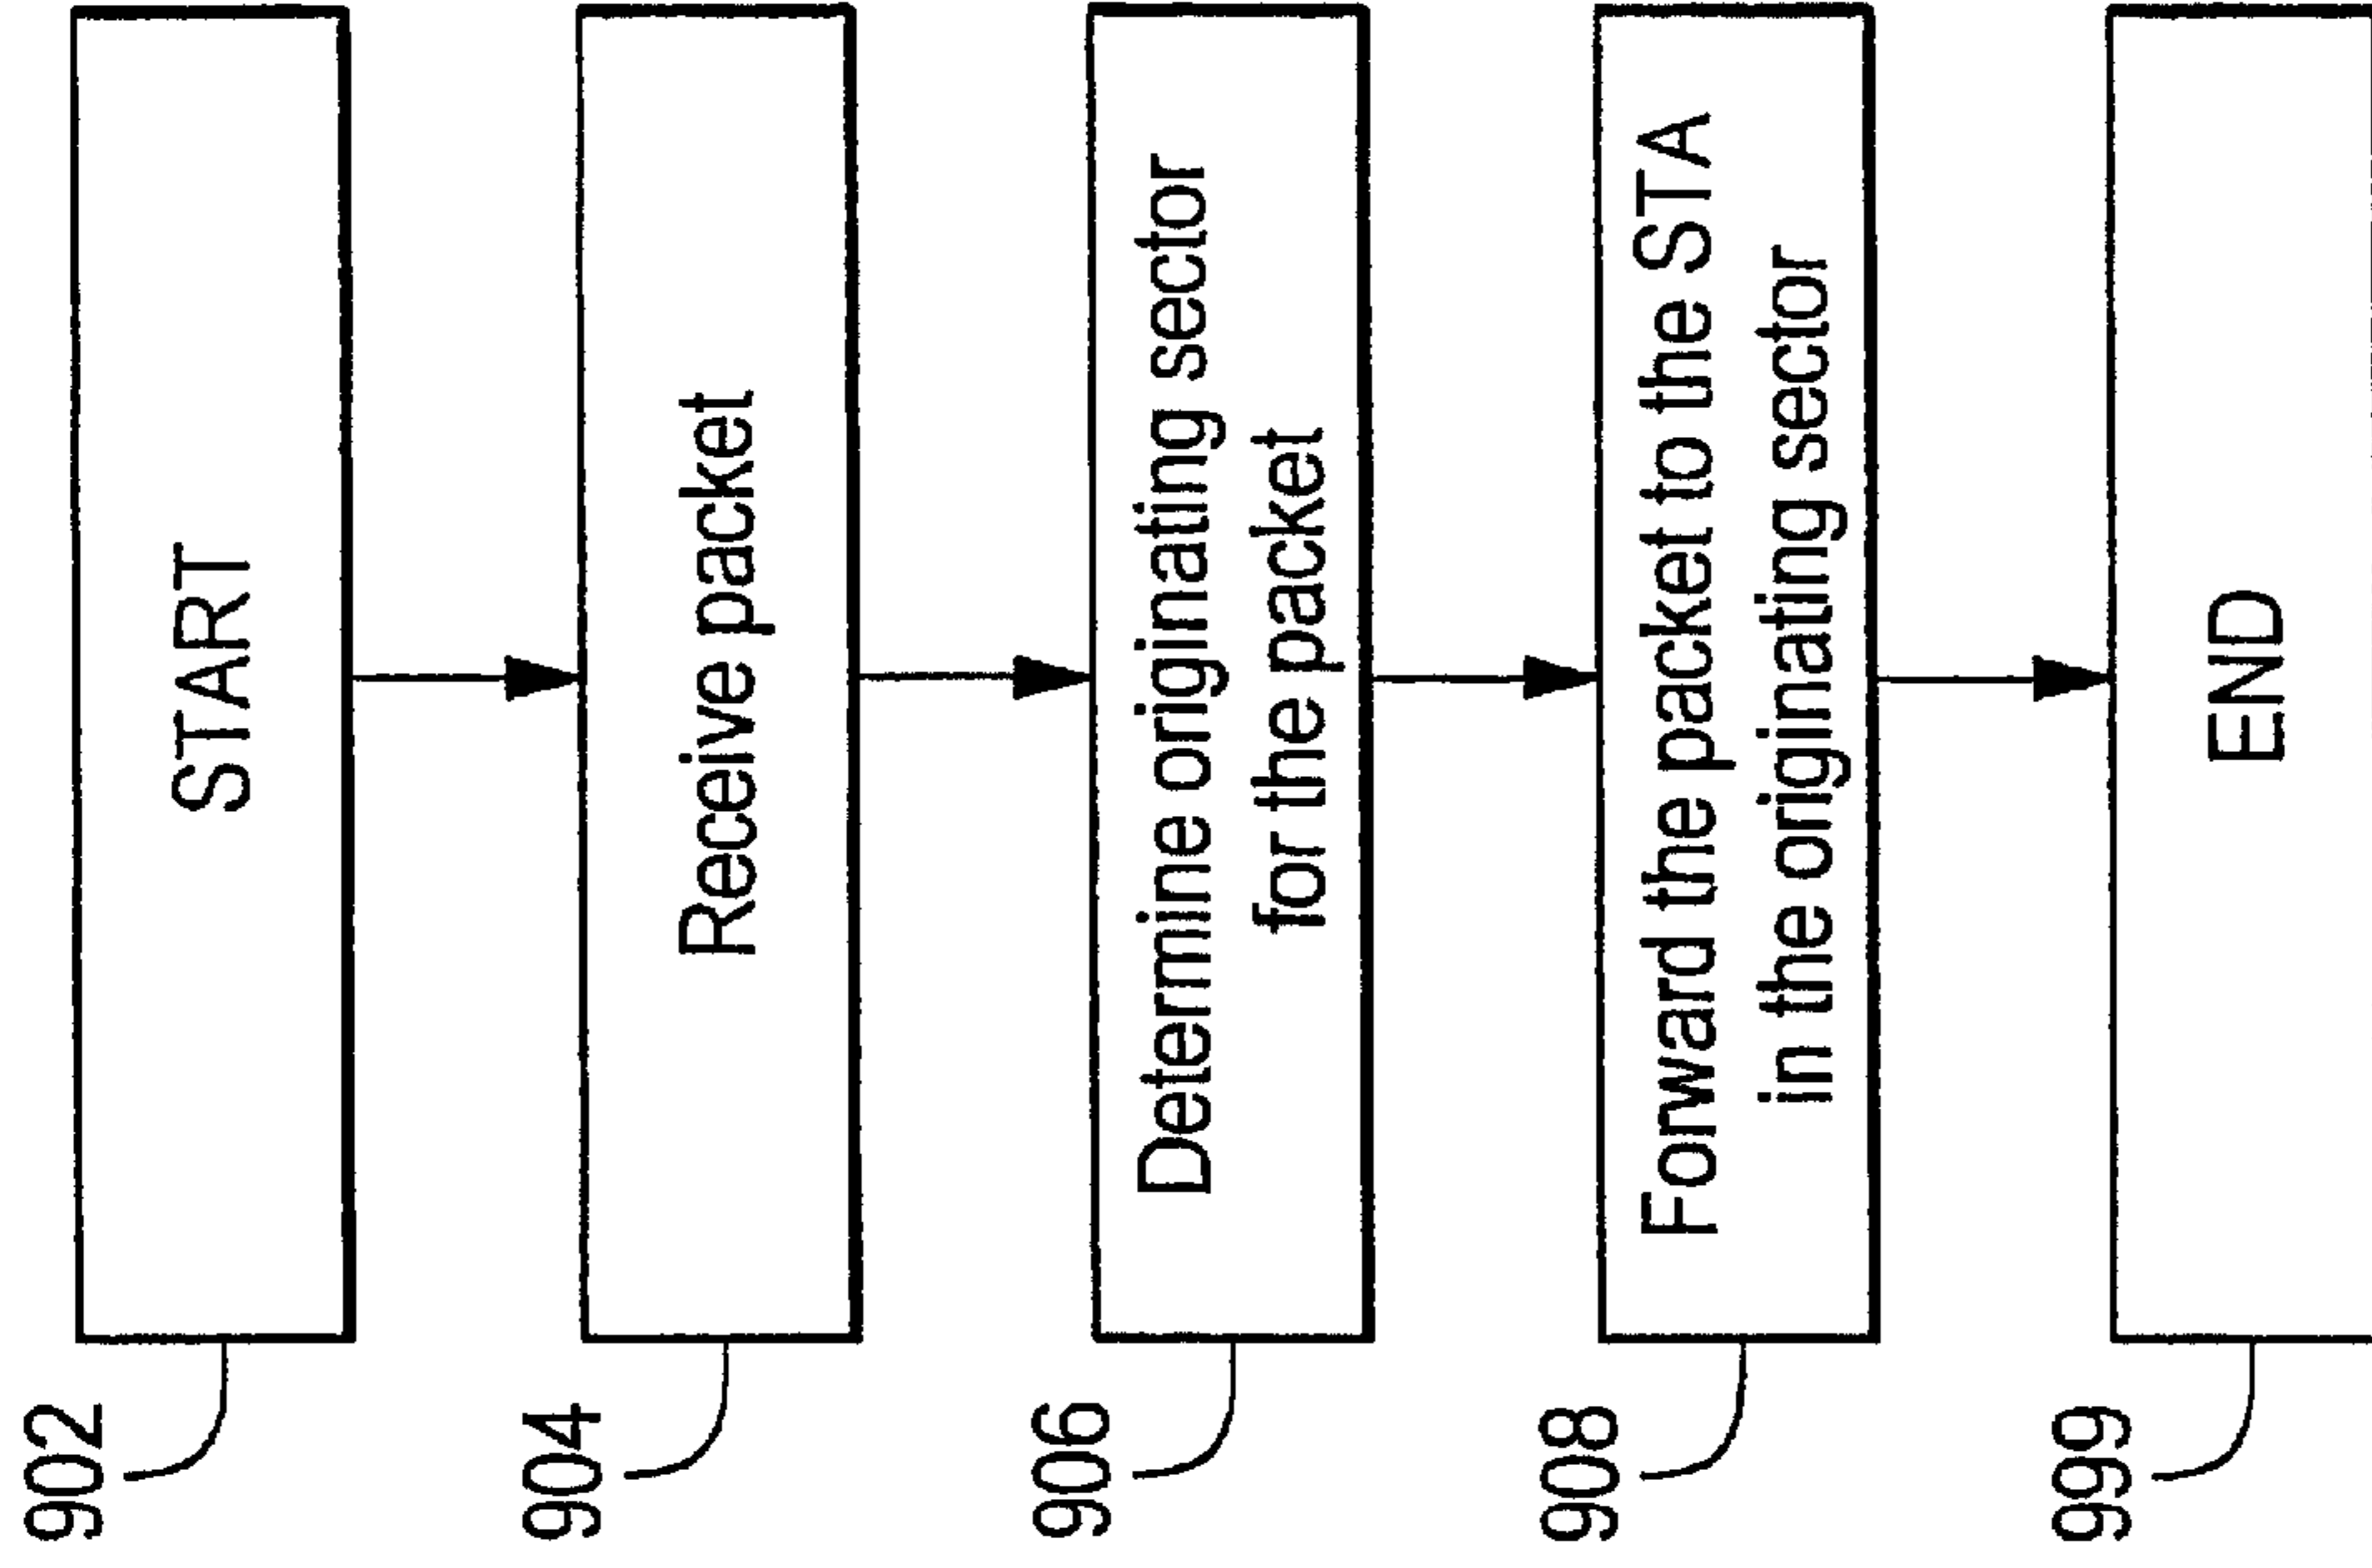 902
START
904
Receive packet
906
Determine originating sector
for the packet
908
Forward the packet to the STA
in the originating sector
999
END